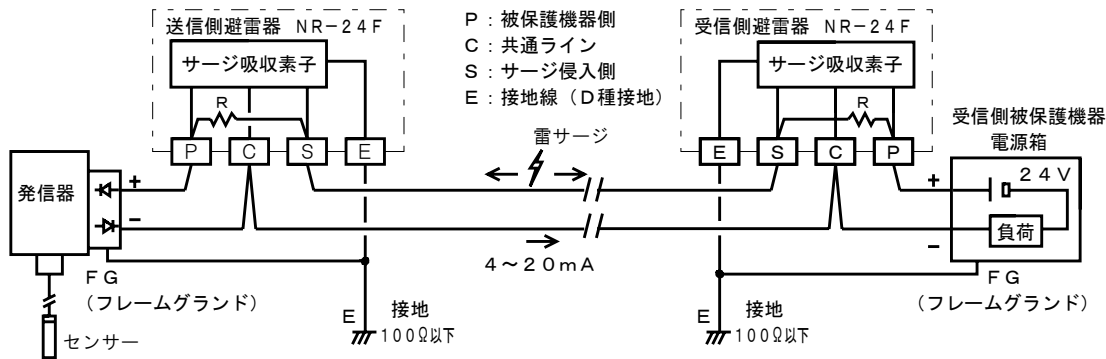 送信側避雷器 NR-24F
サージ吸収素子
R
P C S E
P:被保護機器側
C:共通ライン
S:サージ侵入側
E:接地線(D種接地)
雷サージ
受信側避雷器 NR-24F
サージ吸収素子
R
E S C P
受信側被保護機器
電源箱
発信器
+
-
+
-
24V
負荷
4~20mA
FG
(フレームグランド)
センサー
E
接地
100Ω以下
E
接地
100Ω以下
FG
(フレームグランド)